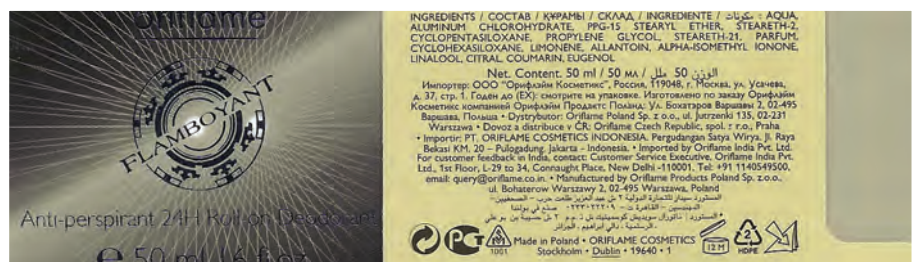 oriflame
FLAMBOYANT
Anti-perspirant 24H Roll-on Deodorant
INGREDIENTS / СОСТАВ / ҚҰРАМЫ / СКЛАД / INGREDIENTE / مكونات : AQUA,
ALUMINUM CHLOROHYDRATE, PPG-15 STEARYL ETHER, STEARETH-2,
CYCLOPENTASILOXANE, PROPYLENE GLYCOL, STEARETH-21, PARFUM,
CYCLOHEXASILOXANE, LIMONENE, ALLANTOIN, ALPHA-ISOMETHYL IONONE,
LINALOOL, CITRAL, COUMARIN, EUGENOL
Net. Content. 50 ml / 50 мл / الوزن 50 ملل
Импортер: ООО "Орифлэйм Косметикс", Россия, 119048, г. Москва, ул. Усачева,
д. 37, стр. 1. Годен до (EX): смотрите на упаковке. Изготовлено по заказу Орифлэйм
Косметикс компанией Орифлэйм Продактс Поланд: Ул. Бохатэров Варшавы 2, 02-495
Варшава, Польша • Dystrybutor: Oriflame Poland Sp. z o.o., ul. Jutrzenki 135, 02-231
Warszawa • Dovoz a distribuce v ČR: Oriflame Czech Republic, spol. r.o., Praha
• Importir: PT. ORIFLAME COSMETICS INDONESIA. Pergudangan Satya Wirya. Jl. Raya
Bekasi KM. 20 – Pulogadung, Jakarta - Indonesia. • Imported by Oriflame India Pvt. Ltd.
For customer feedback in India, contact: Customer Service Executive, Oriflame India Pvt.
Ltd., 1st Floor, L-29 to 34, Connaught Place, New Delhi -110001, Tel: +91 1140549500,
email: query@oriflame.co.in. • Manufactured by Oriflame Products Poland Sp. z.o.o.,
ul. Bohaterow Warszawy 2, 02-495 Warszawa, Poland
PCT
1001
Made in Poland • ORIFLAME COSMETICS
Stockholm • Dublin • 19640 • 1
12 M
2
HDPE